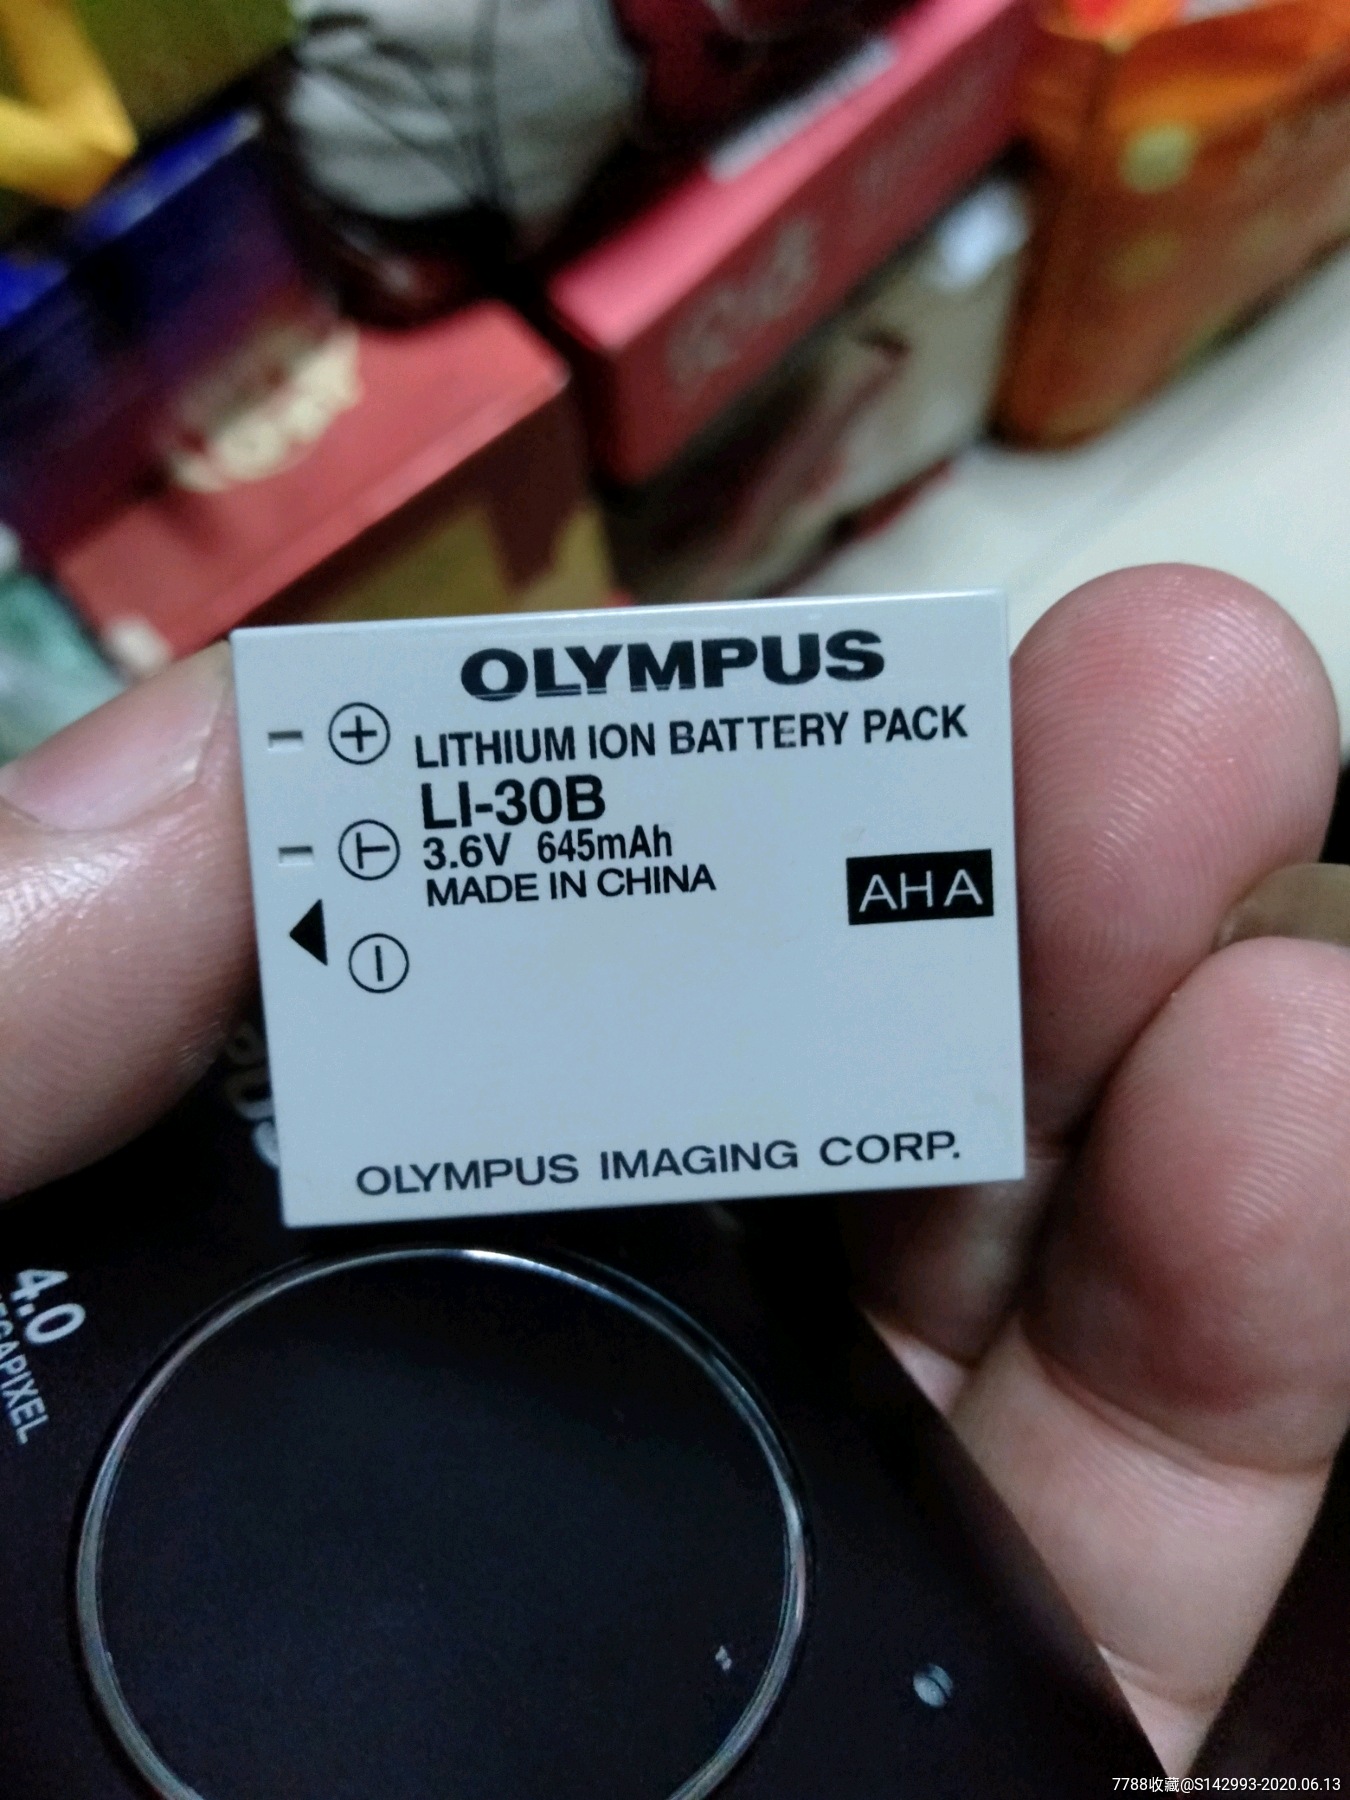 OLYMPUS
LITHIUM ION BATTERY PACK
LI-30B
3.6V 645mAh
MADE IN CHINA
AHA
OLYMPUS IMAGING CORP.
4.0
MEGAPIXEL
7788收藏@S142993-2020.06.13